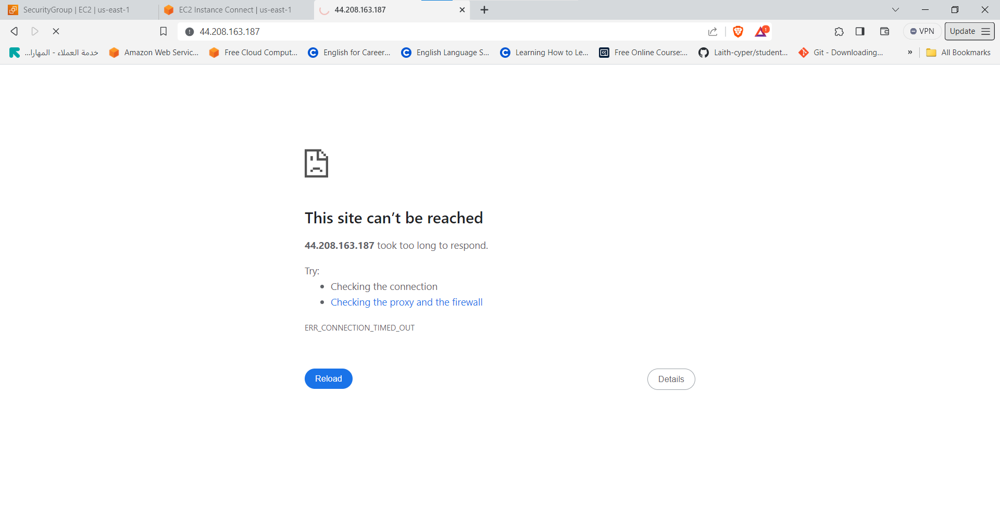 SecurityGroup | EC2 | us-east-1
EC2 Instance Connect | us-east-1
44.208.163.187
44.208.163.187
1
VPN
Update
خدمة العملاء - المهارا...
Amazon Web Servic...
Free Cloud Comput...
English for Career...
English Language S...
Learning How to Le...
Free Online Course:...
Laith-cyper/student...
Git - Downloading...
»
All Bookmarks
This site can’t be reached
44.208.163.187 took too long to respond.
Try:
• Checking the connection
• Checking the proxy and the firewall
ERR_CONNECTION_TIMED_OUT
Reload
Details